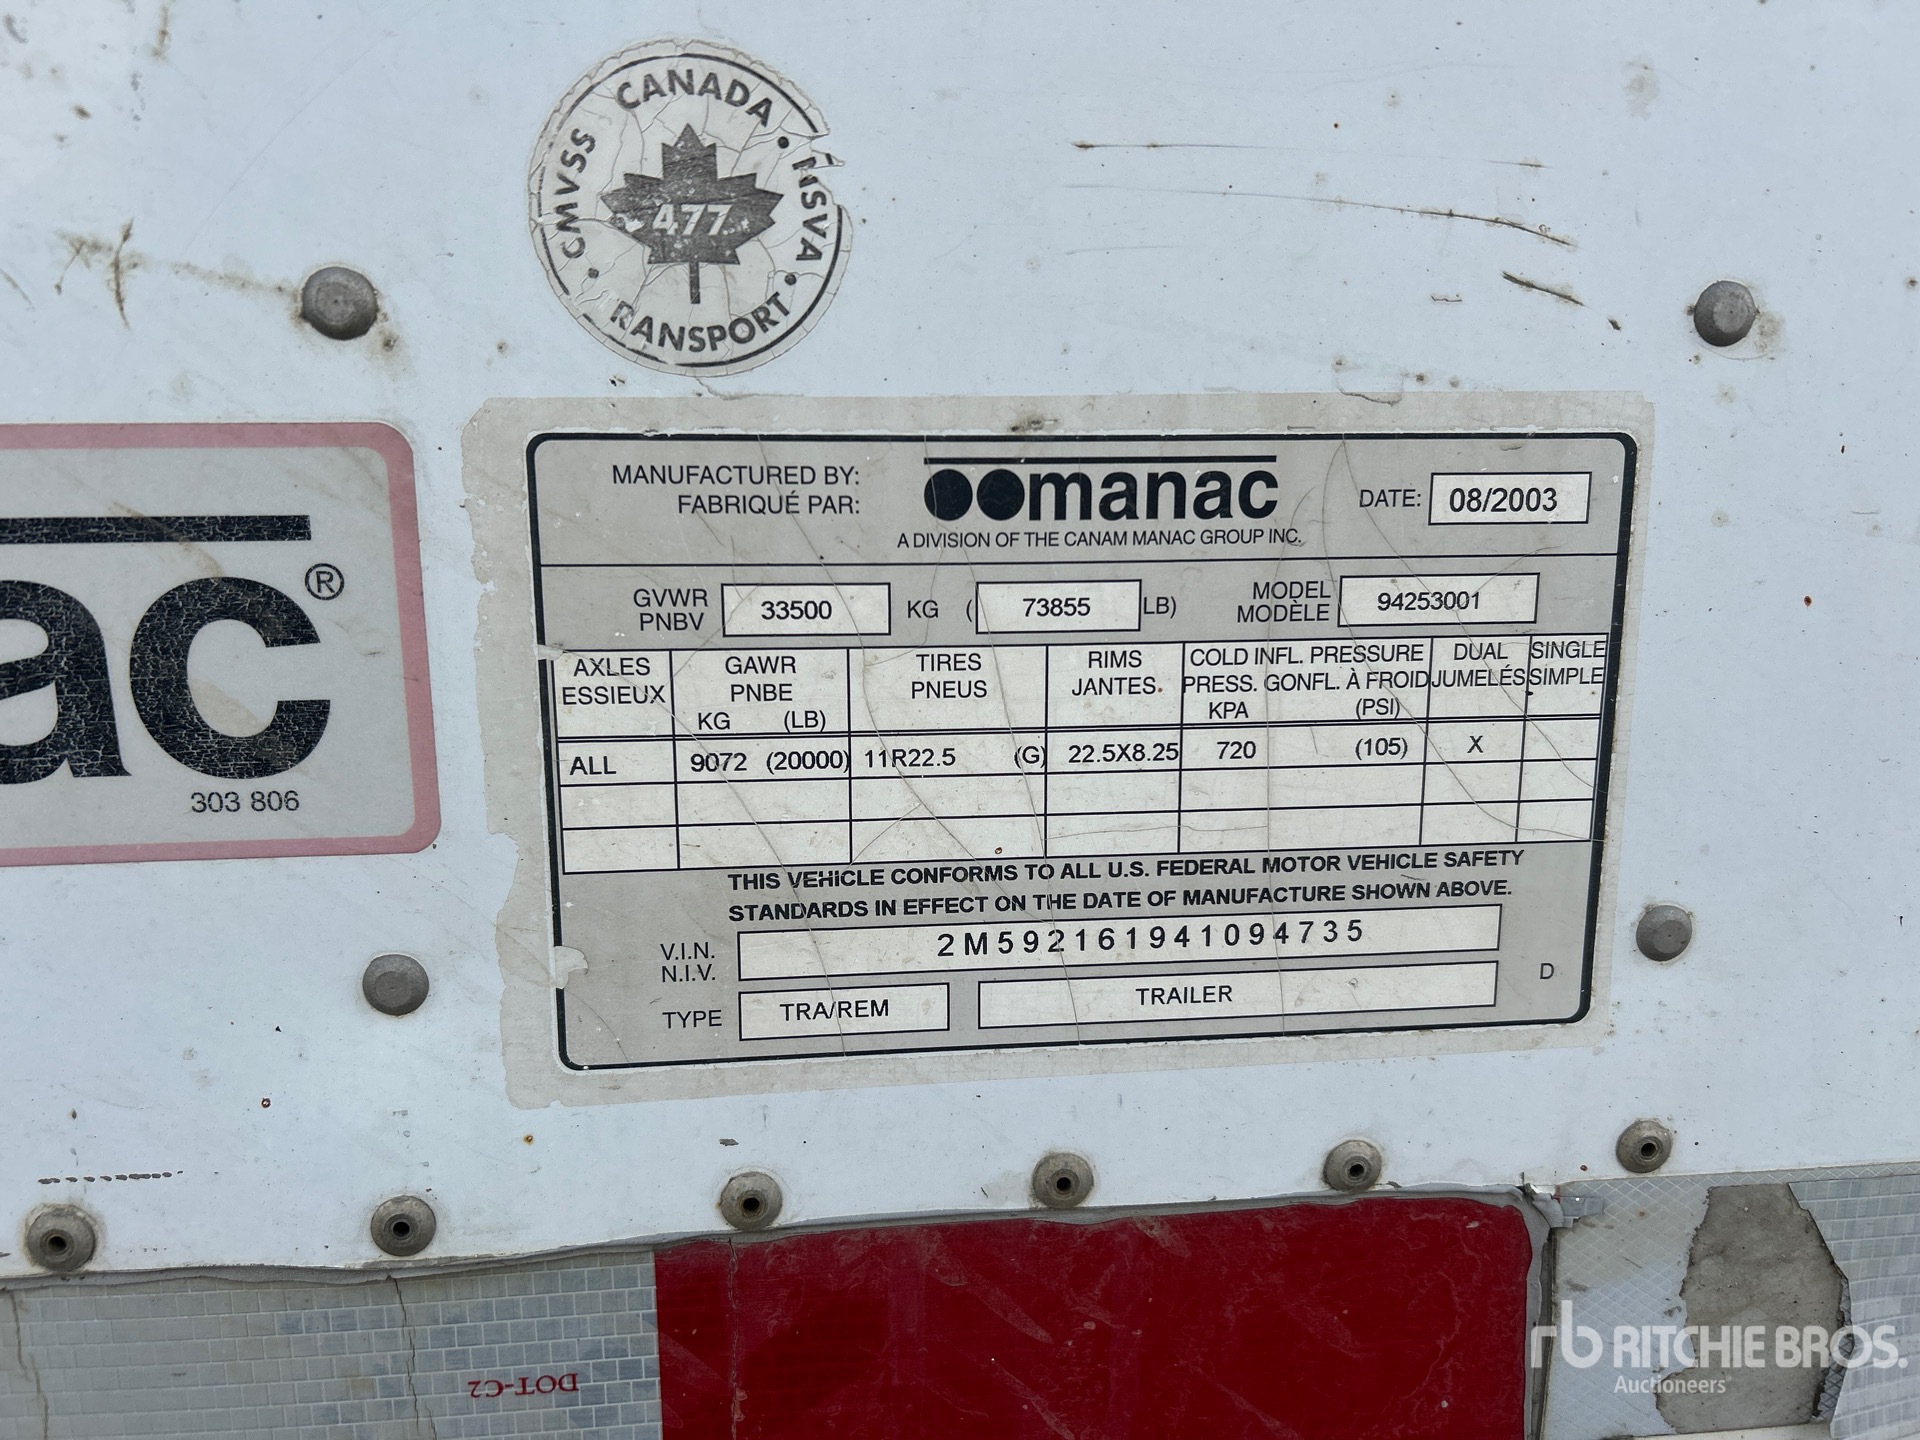 CANADA · NSVA · TRANSPORT · CMVSS
477
ac®
303 806
MANUFACTURED BY:
FABRIQUÉ PAR:
manac
A DIVISION OF THE CANAM MANAC GROUP INC.
DATE: 08/2003
GVWR
PNBV
33500 KG ( 73855 LB)
MODEL
MODÈLE
94253001
AXLES
ESSIEUX
GAWR
PNBE
KG (LB)
TIRES
PNEUS
RIMS
JANTES
COLD INFL. PRESSURE
PRESS. GONFL. À FROID
KPA (PSI)
DUAL
JUMELÉS
SINGLE
SIMPLE
ALL 9072 (20000) 11R22.5 (G) 22.5X8.25 720 (105) X
THIS VEHICLE CONFORMS TO ALL U.S. FEDERAL MOTOR VEHICLE SAFETY
STANDARDS IN EFFECT ON THE DATE OF MANUFACTURE SHOWN ABOVE.
V.I.N.
N.I.V.
2M592161941094735
TYPE TRA/REM TRAILER
D
DOT-C2
rb RITCHIE BROS.
Auctioneers